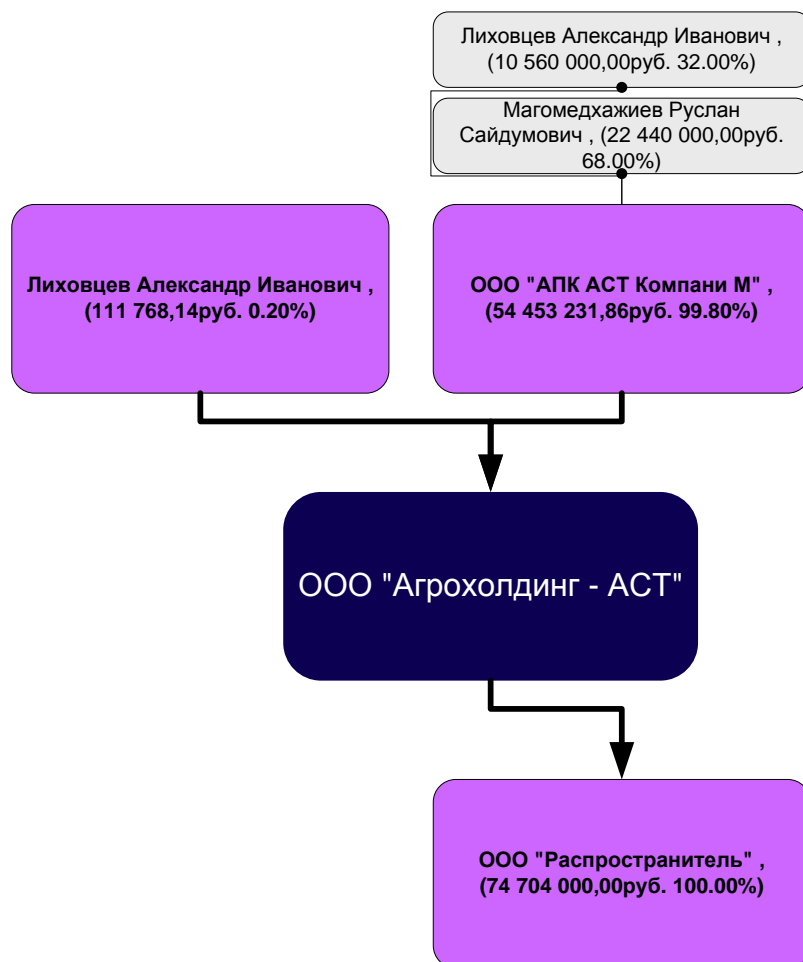 Лиховцев Александр Иванович ,
(10 560 000,00руб. 32.00%)
Магомедхажиев Руслан
Сайдумович , (22 440 000,00руб.
68.00%)
Лиховцев Александр Иванович ,
(111 768,14руб. 0.20%)
ООО "АПК АСТ Компани М" ,
(54 453 231,86руб. 99.80%)
ООО "Агрохолдинг - АСТ"
ООО "Распространитель" ,
(74 704 000,00руб. 100.00%)